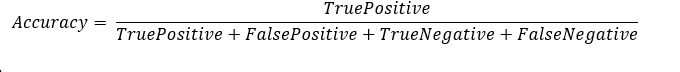 Accuracy = TruePositive / TruePositive + FalsePositive + TrueNegative + FalseNegative